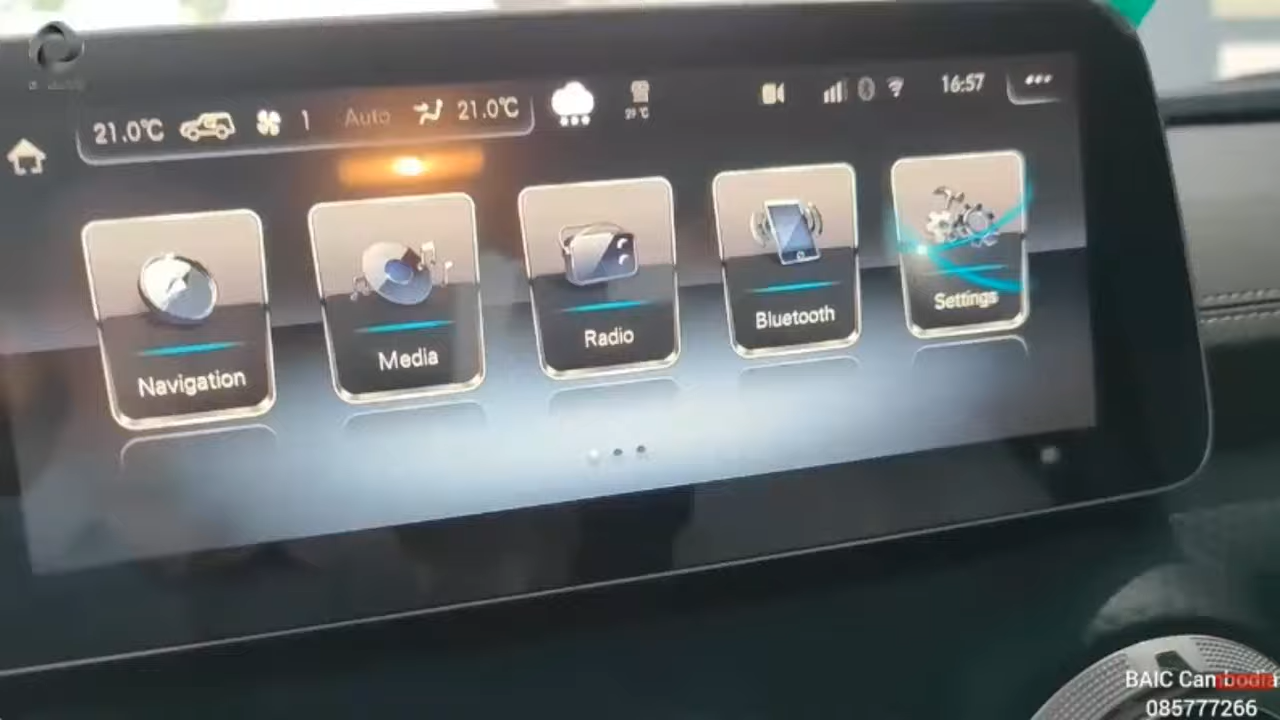 21.0℃ 1 Auto 21.0℃ 16:57
Navigation
Media
Radio
Bluetooth
Settings
BAIC Cambodia
085777266